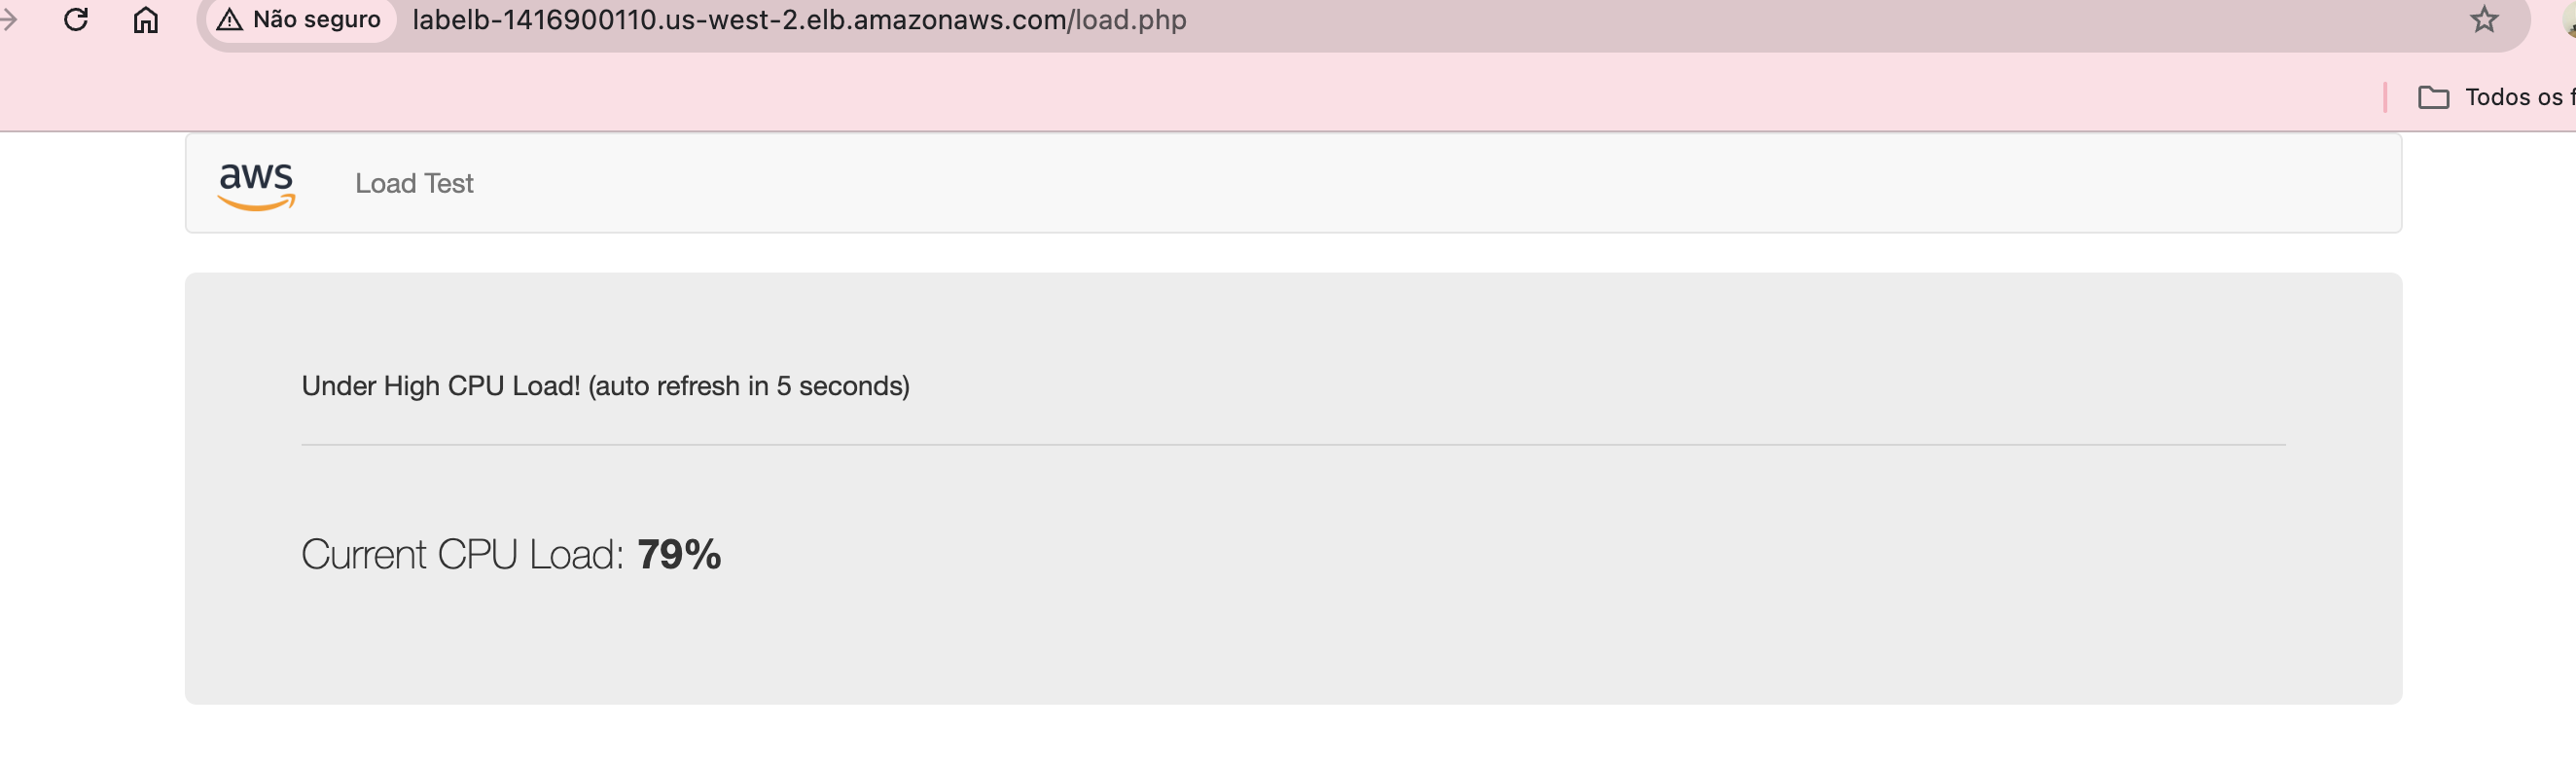 Não seguro labelb-1416900110.us-west-2.elb.amazonaws.com/load.php
Todos os f
aws Load Test
Under High CPU Load! (auto refresh in 5 seconds)
Current CPU Load: 79%